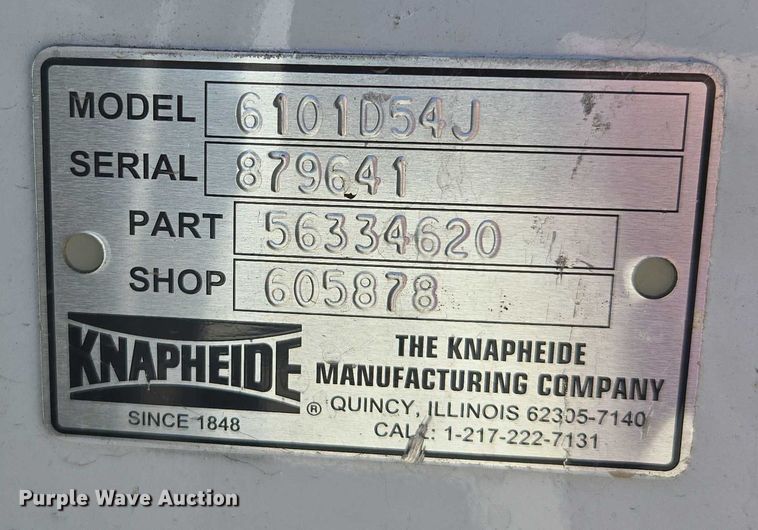 MODEL 6101D54J
SERIAL 879641
PART 56334620
SHOP 605878
KNAPHEIDE
SINCE 1848
®
THE KNAPHEIDE
MANUFACTURING COMPANY
QUINCY, ILLINOIS 62305-7140
CALL: 1-217-222-7131
Purple Wave Auction